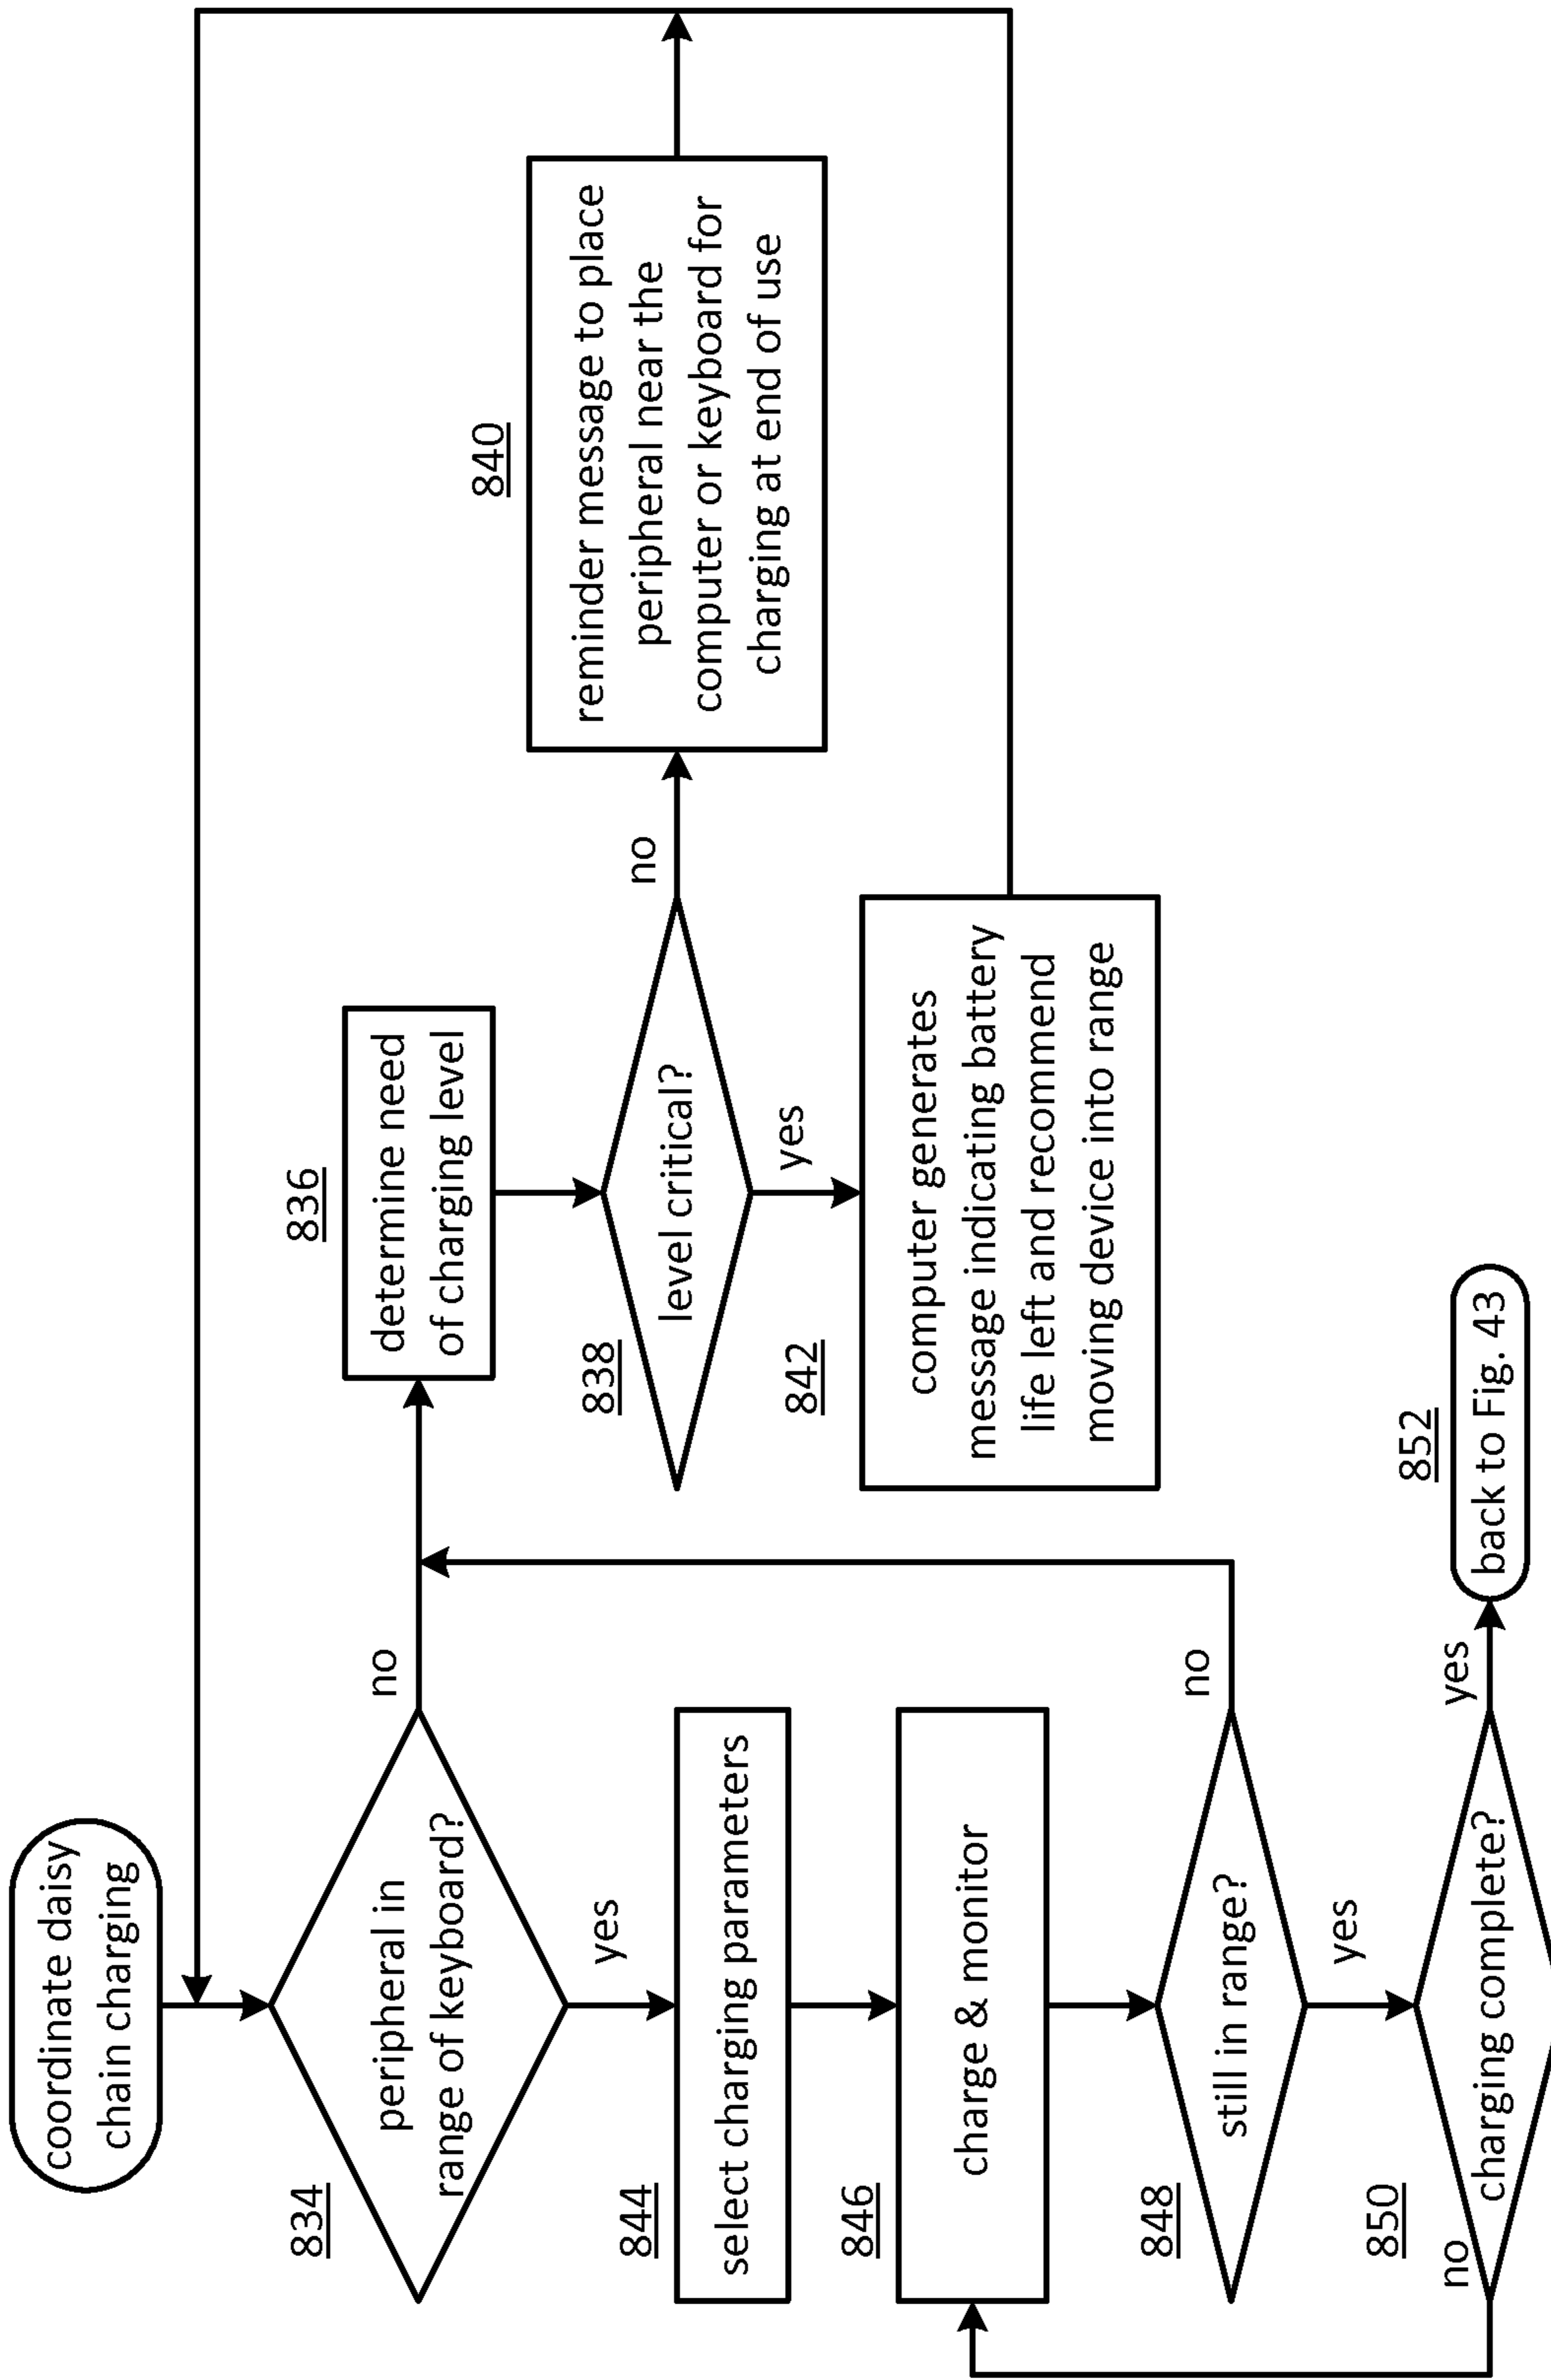 coordinate daisy
chain charging
834
peripheral in
range of keyboard?
no
yes
836
determine need
of charging level
838
level critical?
no
yes
840
reminder message to place
peripheral near the
computer or keyboard for
charging at end of use
842
computer generates
message indicating battery
life left and recommend
moving device into range
844
select charging parameters
846
charge & monitor
848
still in range?
no
yes
850
charging complete?
no
yes
852
back to Fig. 43